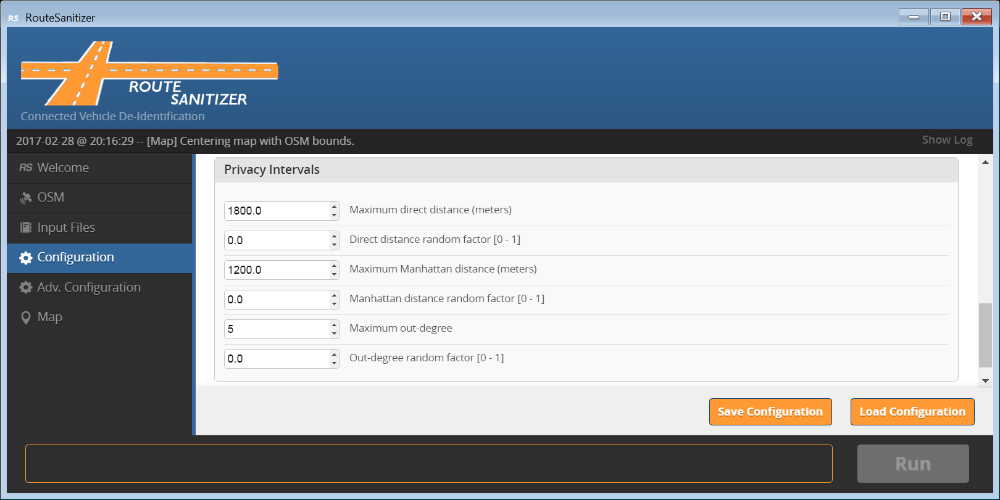 RS RouteSanitizer
ROUTE
SANITIZER
Connected Vehicle De-Identification
2017-02-28 @ 20:16:29 -- [Map] Centering map with OSM bounds.
Show Log
RS Welcome
OSM
Input Files
Configuration
Adv. Configuration
Map
Privacy Intervals
1800.0 Maximum direct distance (meters)
0.0 Direct distance random factor [0 - 1]
1200.0 Maximum Manhattan distance (meters)
0.0 Manhattan distance random factor [0 - 1]
5 Maximum out-degree
0.0 Out-degree random factor [0 - 1]
Save Configuration
Load Configuration
Run